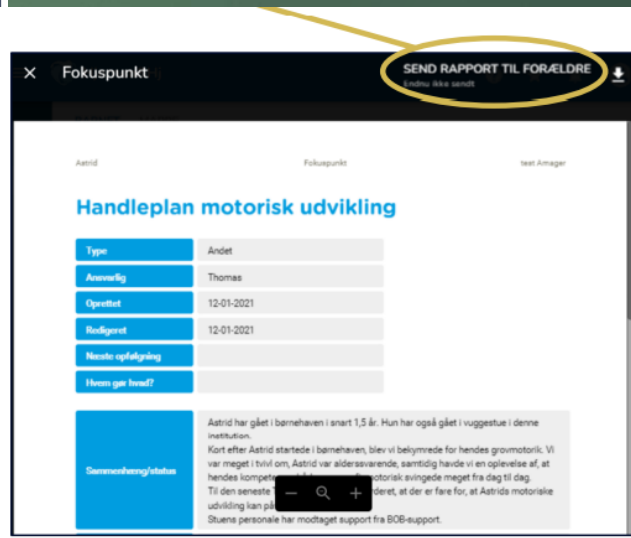 Fokuspunkt
SEND RAPPORT TIL FORÆLDRE
Endnu ikke sendt
Astrid Fokuspunkt test Amager
Handleplan motorisk udvikling
Type Andet
Ansvarlig Thomas
Oprettet 12-01-2021
Redigeret 12-01-2021
Næste opfølgning
Hvem gør hvad?
Sammenhæng/status
Astrid har gået i børnehaven i snart 1,5 år. Hun har også gået i vuggestue i denne
institution.
Kort efter Astrid startede i børnehaven, blev vi bekymrede for hendes grovmotorik. Vi
var meget i tvivl om, Astrid var alderssvarende, samtidig havde vi en oplevelse af, at
hendes svingede meget fra dag til dag.
Til den seneste at der er fare for, at Astrids motoriske
udvikling kan
Stuens personale har modtaget support fra BOB-support.